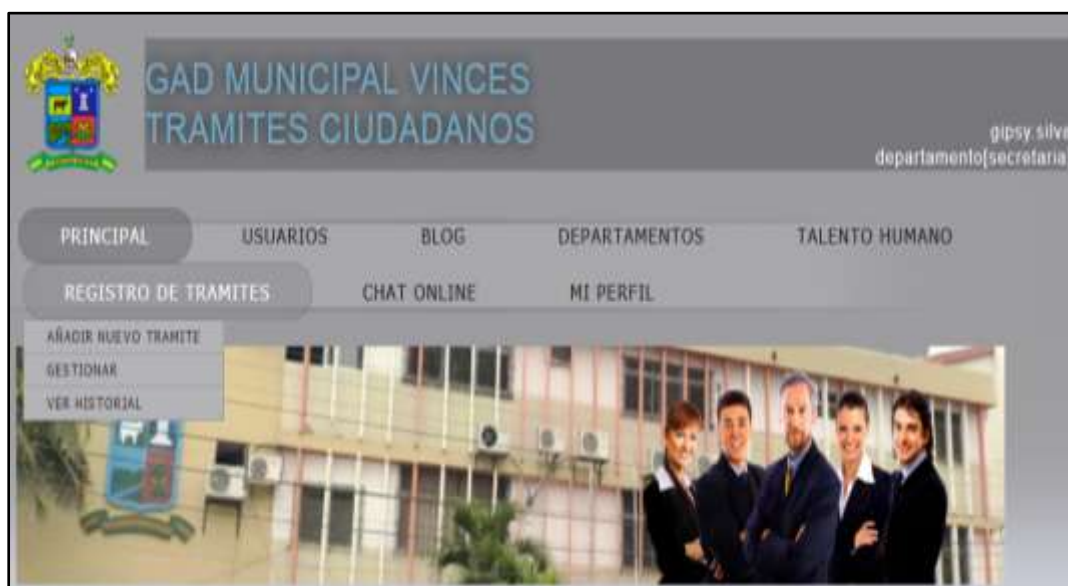 GAD MUNICIPAL VINCES
TRAMITES CIUDADANOS
gipsy silva
departamento[secretaria
PRINCIPAL USUARIOS BLOG DEPARTAMENTOS TALENTO HUMANO
REGISTRO DE TRAMITES CHAT ONLINE MI PERFIL
AÑADIR NUEVO TRAMITE
GESTIONAR
VER HISTORIAL